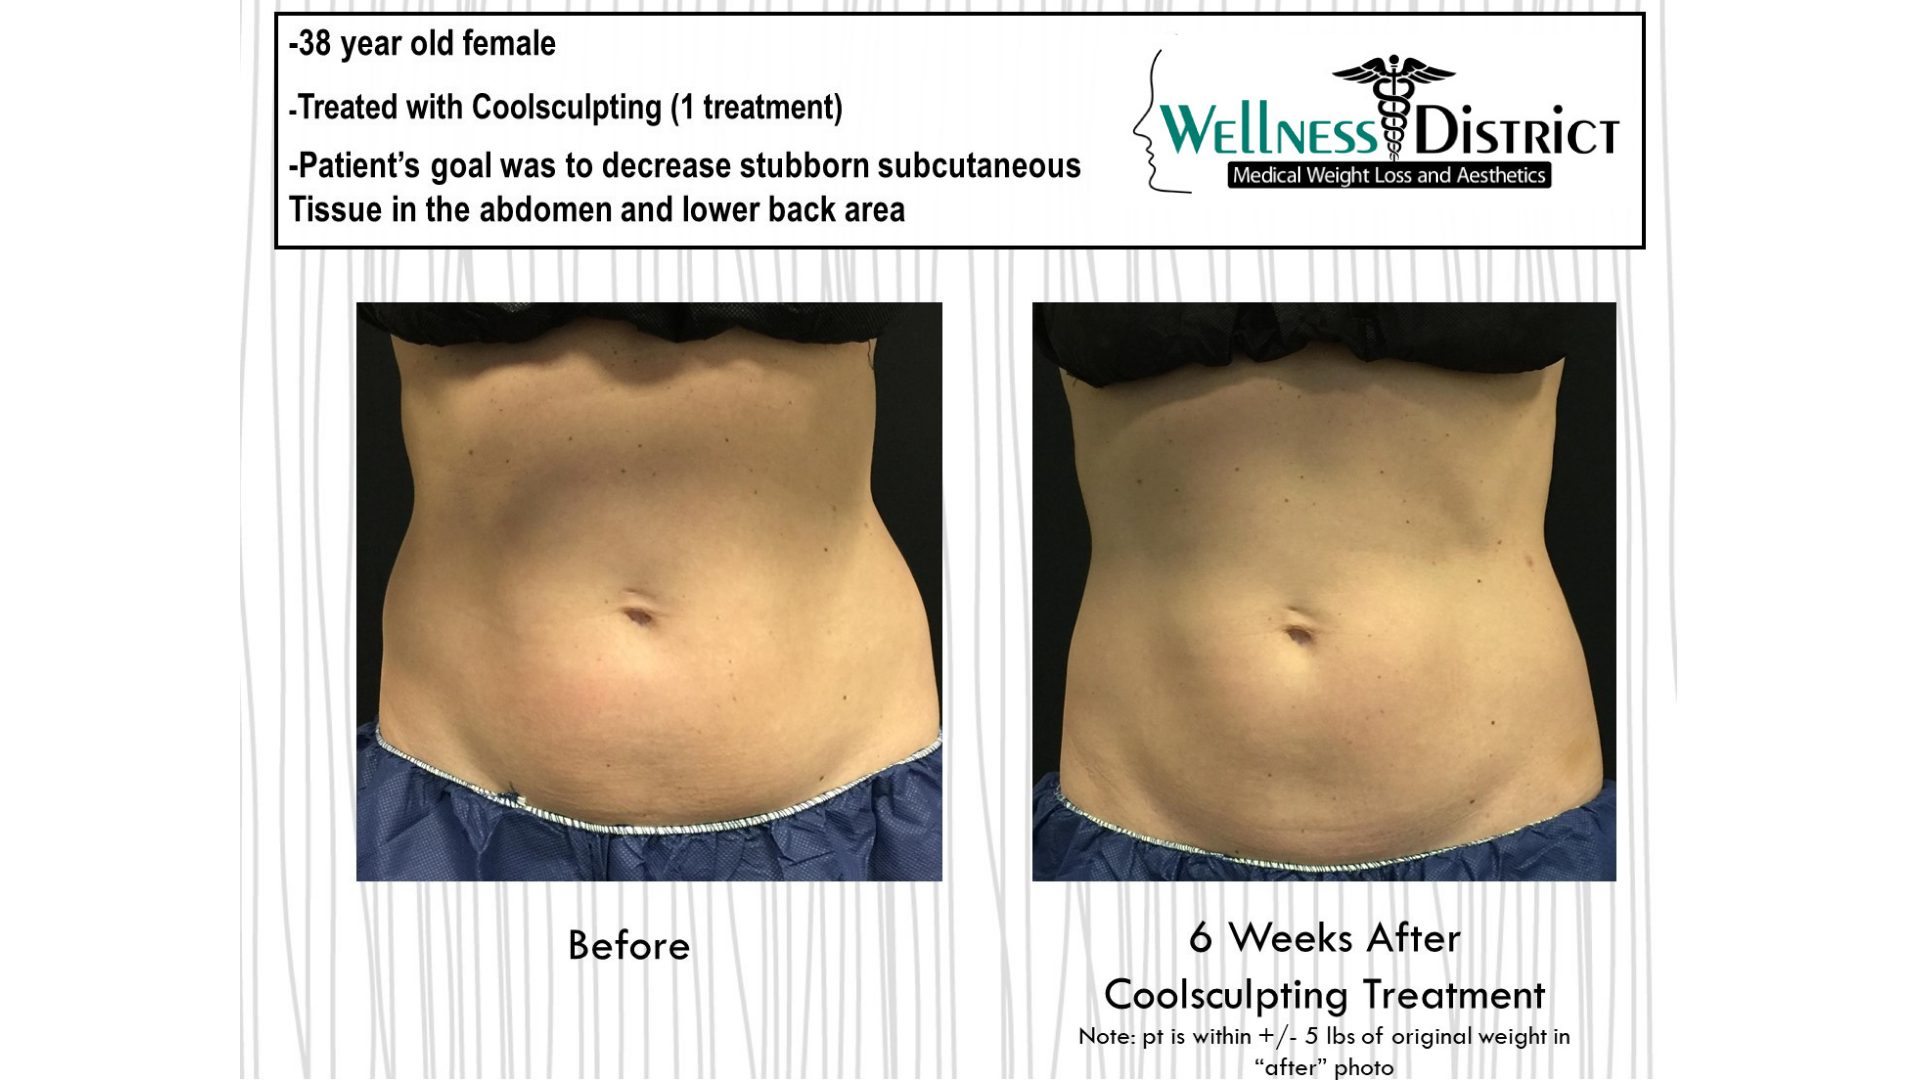 -38 year old female
-Treated with Coolsculpting (1 treatment)
-Patient’s goal was to decrease stubborn subcutaneous
Tissue in the abdomen and lower back area
WELLNESS DISTRICT
Medical Weight Loss and Aesthetics
Before
6 Weeks After
Coolsculpting Treatment
Note: pt is within +/- 5 lbs of original weight in
“after” photo